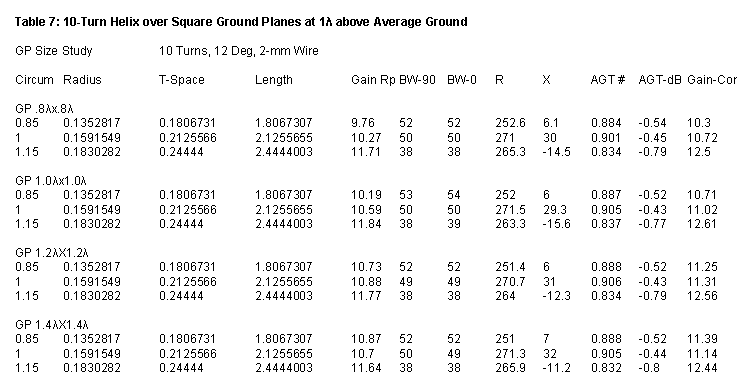 Table 7: 10-Turn Helix over Square Ground Planes at 1λ above Average Ground
GP Size Study 10 Turns, 12 Deg, 2-mm Wire
Circum Radius T-Space Length Gain Rp BW-90 BW-0 R X AGT # AGT-dB Gain-Cor
GP .8λx.8λ
0.85 0.1352817 0.1806731 1.8067307 9.76 52 52 252.6 6.1 0.884 -0.54 10.3
1 0.1591549 0.2125566 2.1255655 10.27 50 50 271 30 0.901 -0.45 10.72
1.15 0.1830282 0.24444 2.4444003 11.71 38 38 265.3 -14.5 0.834 -0.79 12.5
GP 1.0λx1.0λ
0.85 0.1352817 0.1806731 1.8067307 10.19 53 54 252 6 0.887 -0.52 10.71
1 0.1591549 0.2125566 2.1255655 10.59 50 50 271.5 29.3 0.905 -0.43 11.02
1.15 0.1830282 0.24444 2.4444003 11.84 38 39 263.3 -15.6 0.837 -0.77 12.61
GP 1.2λX1.2λ
0.85 0.1352817 0.1806731 1.8067307 10.73 52 52 251.4 6 0.888 -0.52 11.25
1 0.1591549 0.2125566 2.1255655 10.88 49 49 270.7 31 0.906 -0.43 11.31
1.15 0.1830282 0.24444 2.4444003 11.77 38 38 264 -12.3 0.834 -0.79 12.56
GP 1.4λX1.4λ
0.85 0.1352817 0.1806731 1.8067307 10.87 52 52 251 7 0.888 -0.52 11.39
1 0.1591549 0.2125566 2.1255655 10.7 50 49 271.3 32 0.905 -0.44 11.14
1.15 0.1830282 0.24444 2.4444003 11.64 38 38 265.9 -11.2 0.832 -0.8 12.44